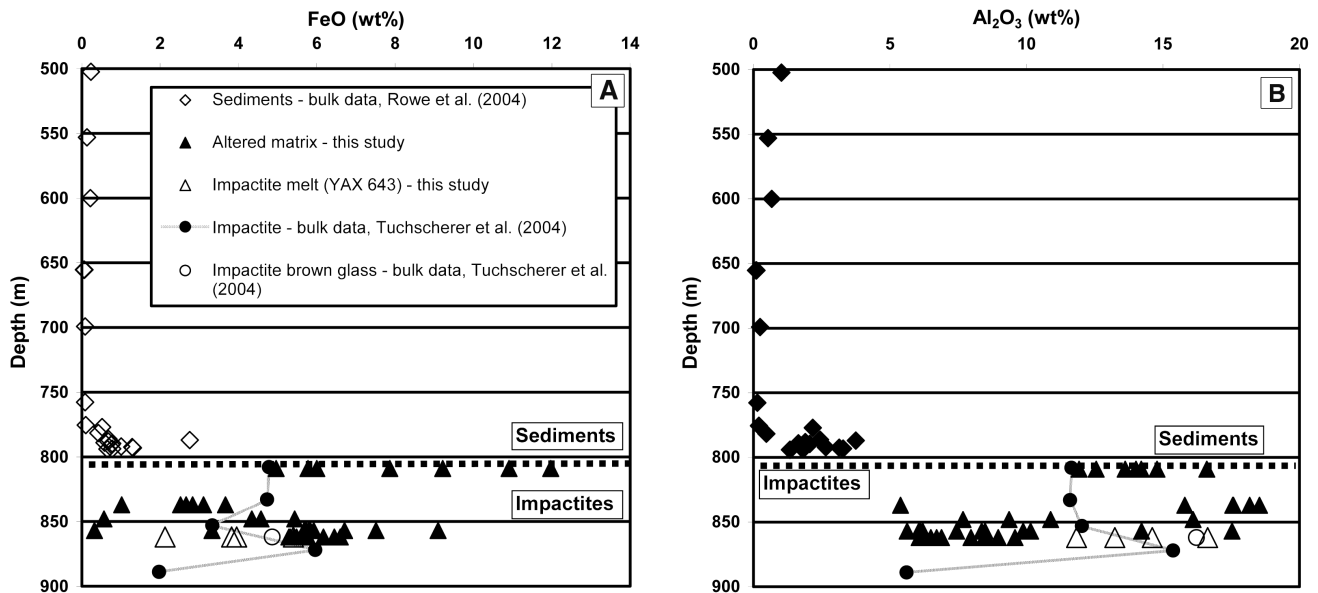 FeO (wt%)
0 2 4 6 8 10 12 14
500
550
600
650
700
750
800
850
900
Depth (m)
A
Sediments - bulk data, Rowe et al. (2004)
Altered matrix - this study
Impactite melt (YAX 643) - this study
Impactite - bulk data, Tuchscherer et al. (2004)
Impactite brown glass - bulk data, Tuchscherer et al.
(2004)
Sediments
Impactites
Al₂O₃ (wt%)
0 5 10 15 20
500
550
600
650
700
750
800
850
900
Depth (m)
B
Sediments
Impactites